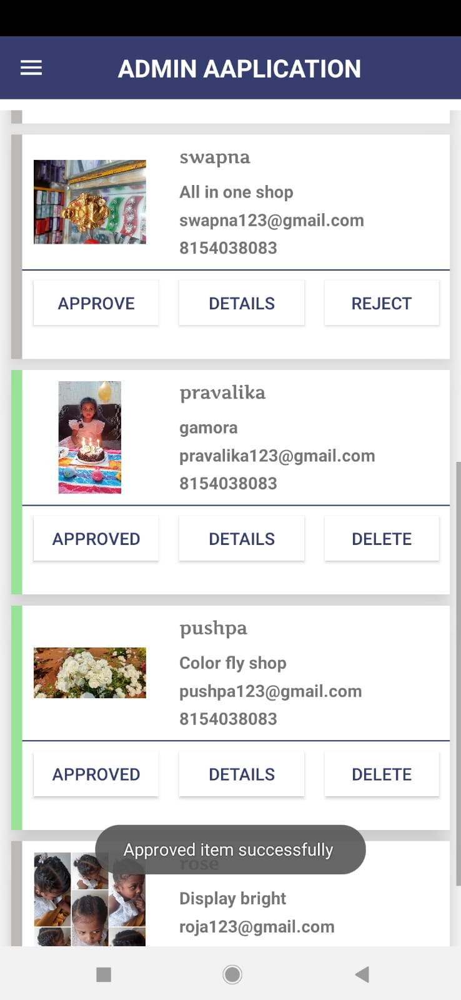 ADMIN AAPLICATION
swapna
All in one shop
swapna123@gmail.com
8154038083
APPROVE DETAILS REJECT
pravalika
gamora
pravalika123@gmail.com
8154038083
APPROVED DETAILS DELETE
pushpa
Color fly shop
pushpa123@gmail.com
8154038083
APPROVED DETAILS DELETE
Approved item successfully
rose
Display bright
roja123@gmail.com